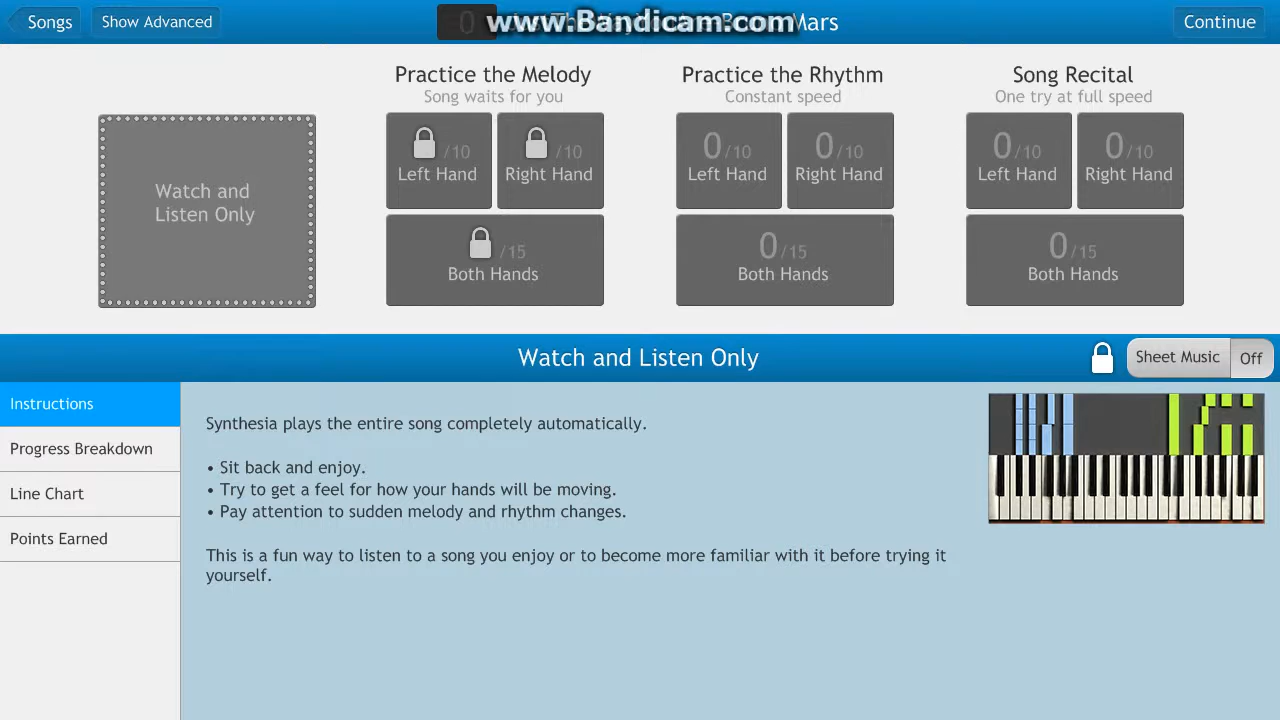 Songs
Show Advanced
0
www.Bandicam.com
Mars
Continue
Practice the Melody
Song waits for you
/10
Left Hand
/10
Right Hand
/15
Both Hands
Practice the Rhythm
Constant speed
0/10
Left Hand
0/10
Right Hand
0/15
Both Hands
Song Recital
One try at full speed
0/10
Left Hand
0/10
Right Hand
0/15
Both Hands
Watch and
Listen Only
Watch and Listen Only
Sheet Music
Off
Instructions
Progress Breakdown
Line Chart
Points Earned
Synthesia plays the entire song completely automatically.
• Sit back and enjoy.
• Try to get a feel for how your hands will be moving.
• Pay attention to sudden melody and rhythm changes.
This is a fun way to listen to a song you enjoy or to become more familiar with it before trying it
yourself.